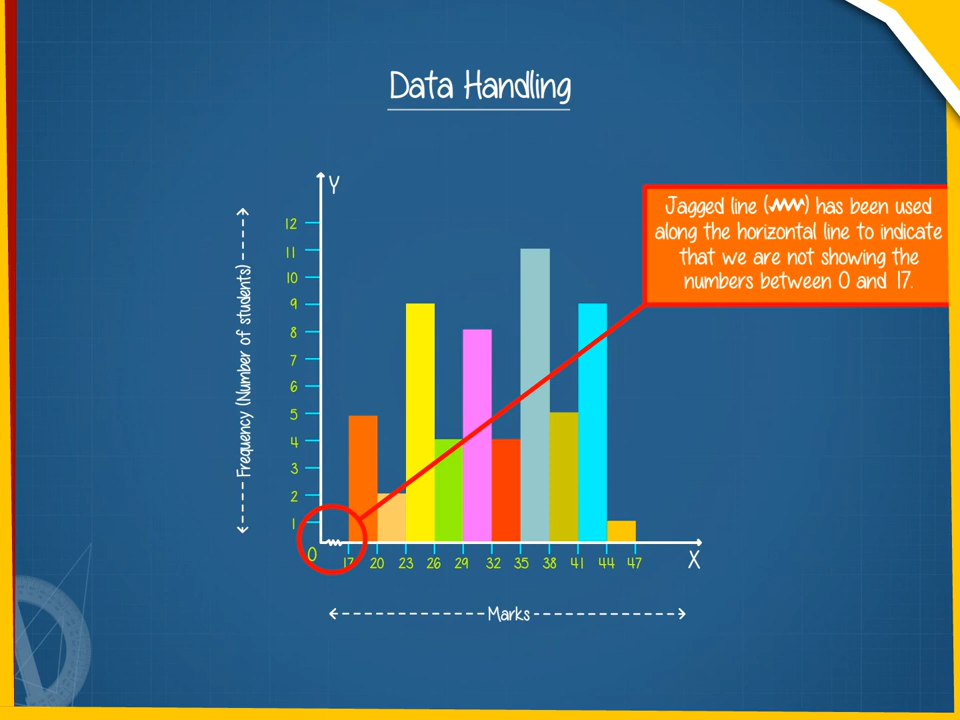 Data Handling
Y
Jagged line ( ) has been used
along the horizontal line to indicate
that we are not showing the
numbers between 0 and 17.
12
11
10
9
8
7
6
5
4
3
2
1
Frequency (Number of students)
0
17 20 23 26 29 32 35 38 41 44 47
X
Marks